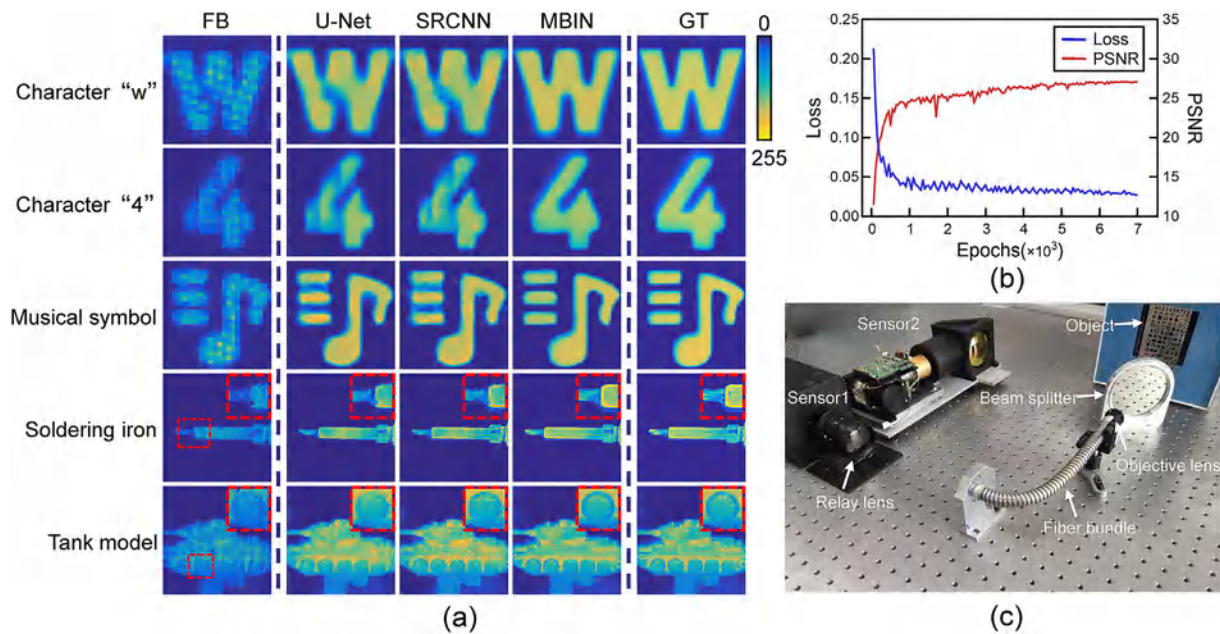 FB U-Net SRCNN MBIN GT
Character “w”
Character “4”
Musical symbol
Soldering iron
Tank model
0
255
(a)
0.25
0.20
0.15
0.10
0.05
0.00
Loss
35
30
25
20
15
10
PSNR
Loss
PSNR
0 1 2 3 4 5 6 7
Epochs(×10³)
(b)
Sensor2
Object
Sensor1
Beam splitter
Objective lens
Relay lens
Fiber bundle
(c)